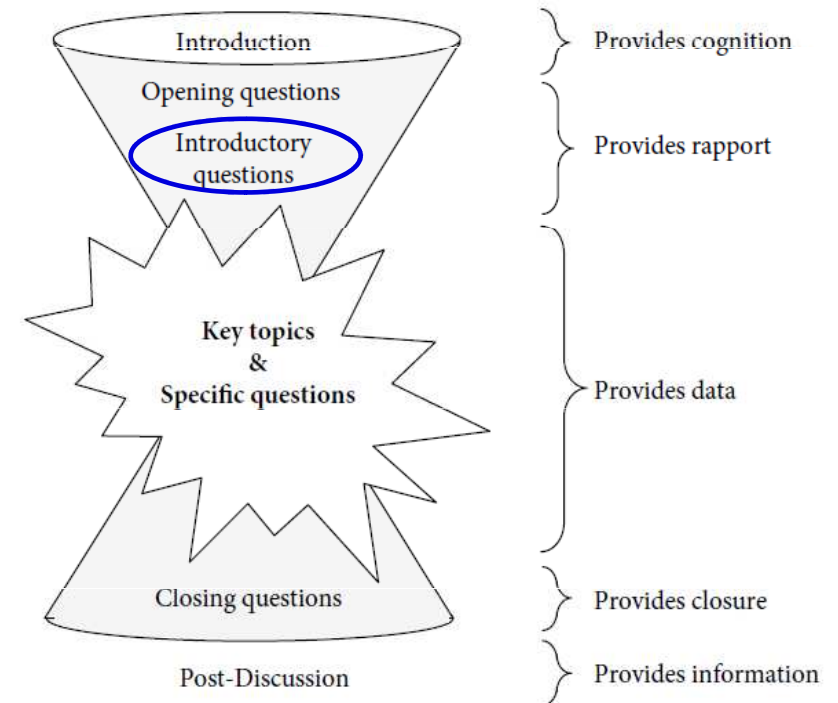 Introduction
Provides cognition
Opening questions
Introductory
questions
Provides rapport
Key topics
&
Specific questions
Provides data
Closing questions
Provides closure
Post-Discussion
Provides information